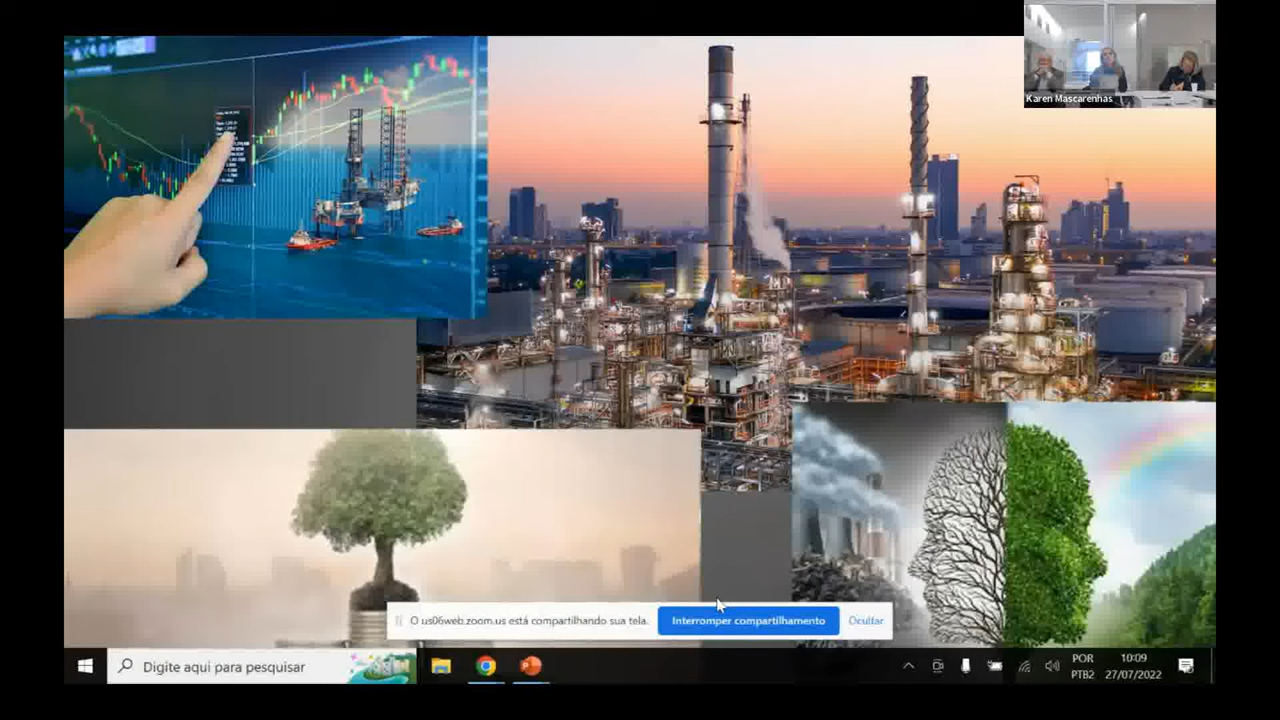 Karen Mascarenhas
O us06web.zoom.us está compartilhando sua tela.
Interromper compartilhamento
Ocultar
Digite aqui para pesquisar
POR
PTB2
10:09
27/07/2022